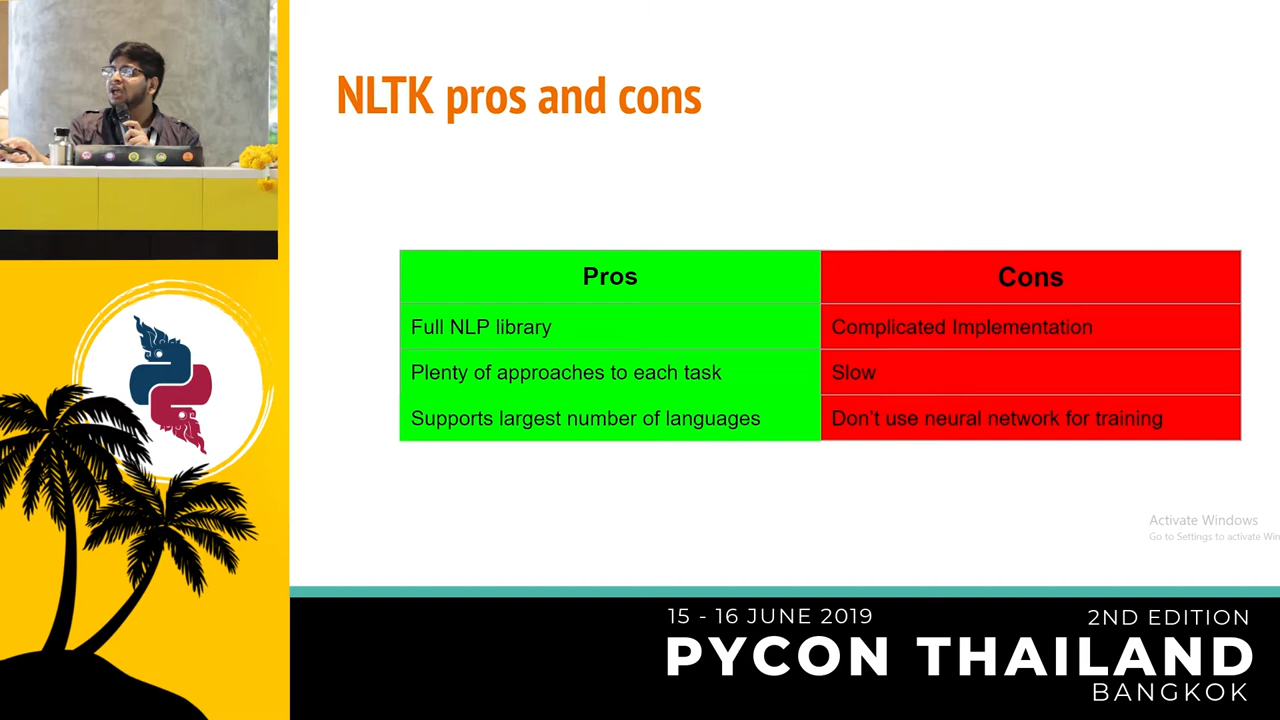 NLTK pros and cons
Pros
Cons
Full NLP library
Complicated Implementation
Plenty of approaches to each task
Slow
Supports largest number of languages
Don't use neural network for training
Activate Windows
Go to Settings to activate Win
15 - 16 JUNE 2019
2ND EDITION
PYCON THAILAND
BANGKOK